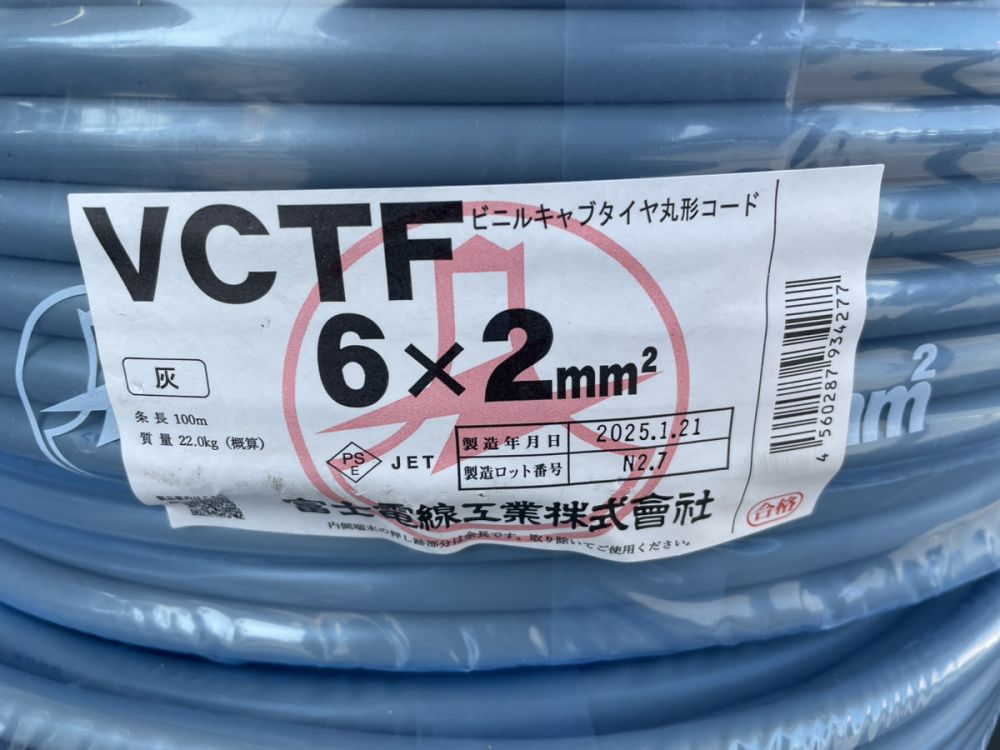 VCTF ビニルキャブタイヤ丸形コード
6×2mm²
灰
条長 100m
質量 22.0kg (概算)
PS
E
JET
製造年月日 2025.1.21
製造ロット番号 N2.7
富士電線工業株式會社
内側端末の押し跡部分は余長です。取り除いてご使用ください。
合格
4 560287 934277
mm²